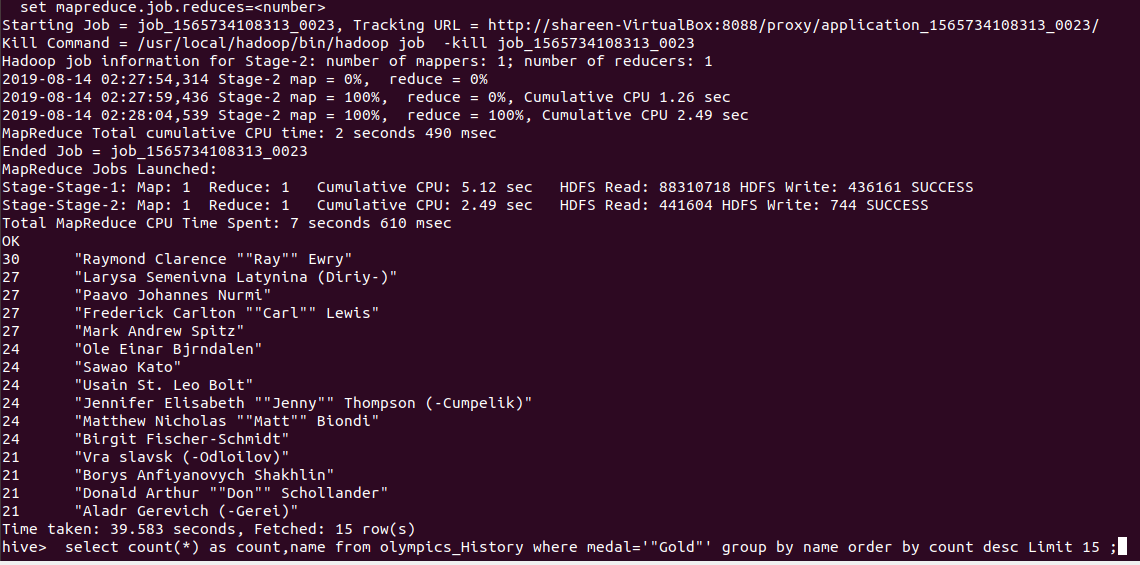 set mapreduce.job.reduces=<number>
Starting Job = job_1565734108313_0023, Tracking URL = http://shareen-VirtualBox:8088/proxy/application_1565734108313_0023/
Kill Command = /usr/local/hadoop/bin/hadoop job  -kill job_1565734108313_0023
Hadoop job information for Stage-2: number of mappers: 1; number of reducers: 1
2019-08-14 02:27:54,314 Stage-2 map = 0%,  reduce = 0%
2019-08-14 02:27:59,436 Stage-2 map = 100%,  reduce = 0%, Cumulative CPU 1.26 sec
2019-08-14 02:28:04,539 Stage-2 map = 100%,  reduce = 100%, Cumulative CPU 2.49 sec
MapReduce Total cumulative CPU time: 2 seconds 490 msec
Ended Job = job_1565734108313_0023
MapReduce Jobs Launched:
Stage-Stage-1: Map: 1  Reduce: 1   Cumulative CPU: 5.12 sec   HDFS Read: 88310718 HDFS Write: 436161 SUCCESS
Stage-Stage-2: Map: 1  Reduce: 1   Cumulative CPU: 2.49 sec   HDFS Read: 441604 HDFS Write: 744 SUCCESS
Total MapReduce CPU Time Spent: 7 seconds 610 msec
OK
30      "Raymond Clarence ""Ray"" Ewry"
27      "Larysa Semenivna Latynina (Diriy-)"
27      "Paavo Johannes Nurmi"
27      "Frederick Carlton ""Carl"" Lewis"
27      "Mark Andrew Spitz"
24      "Ole Einar Bjrndalen"
24      "Sawao Kato"
24      "Usain St. Leo Bolt"
24      "Jennifer Elisabeth ""Jenny"" Thompson (-Cumpelik)"
24      "Matthew Nicholas ""Matt"" Biondi"
24      "Birgit Fischer-Schmidt"
21      "Vra slavsk (-Odloilov)"
21      "Borys Anfiyanovych Shakhlin"
21      "Donald Arthur ""Don"" Schollander"
21      "Aladr Gerevich (-Gerei)"
Time taken: 39.583 seconds, Fetched: 15 row(s)
hive>  select count(*) as count,name from olympics_History where medal='"Gold"' group by name order by count desc Limit 15 ;